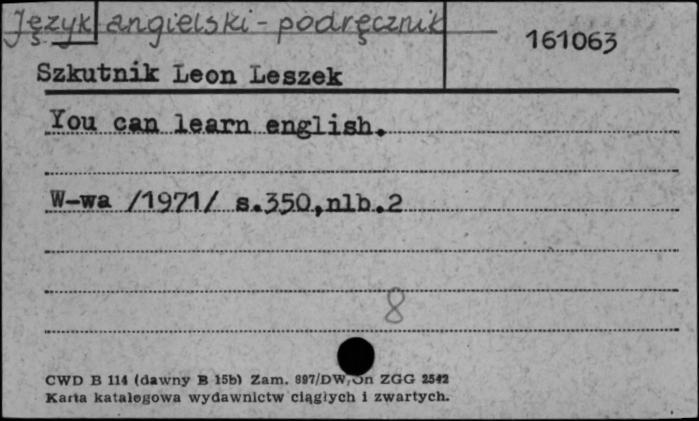 Język angielski - podręcznik
161063
Szkutnik Leon Leszek
You can learn english.
W-wa /1971/ s.350,nlb.2
8
CWD B 114 (dawny B 15b) Zam. 897/DW/On ZGG 2542
Karta katalogowa wydawnictw ciągłych i zwartych.